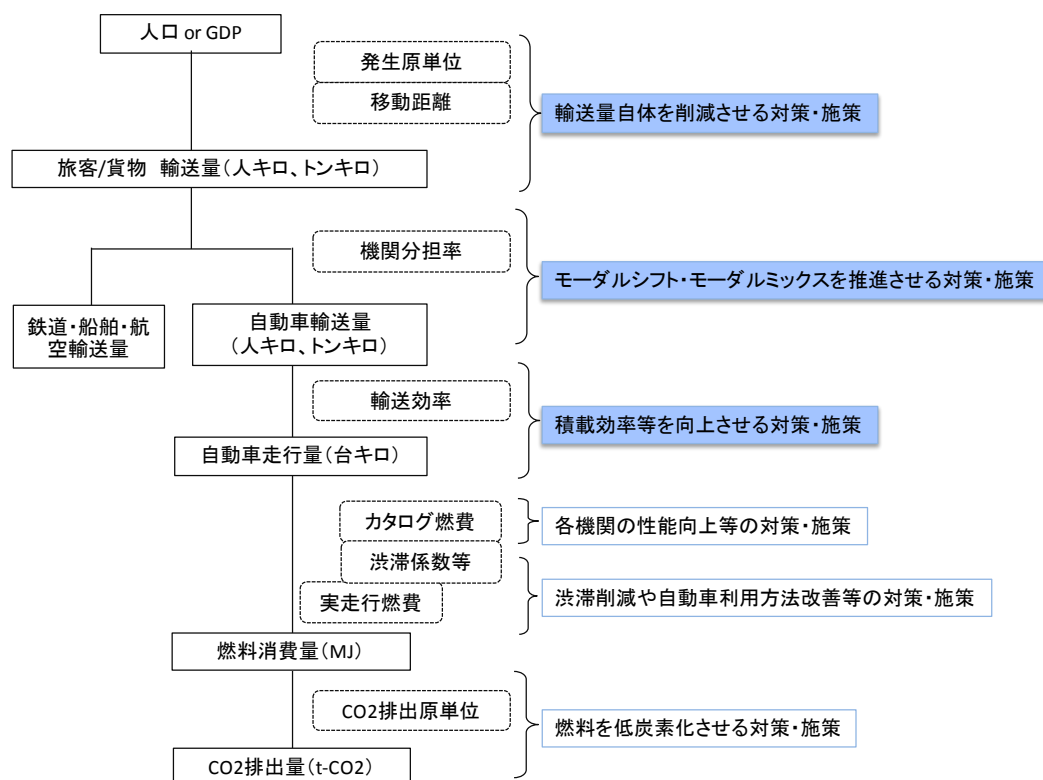 人口 or GDP
発生原単位
移動距離
輸送量自体を削減させる対策・施策
旅客/貨物 輸送量(人キロ、トンキロ)
機関分担率
モーダルシフト・モーダルミックスを推進させる対策・施策
鉄道・船舶・航
空輸送量
自動車輸送量
(人キロ、トンキロ)
輸送効率
積載効率等を向上させる対策・施策
自動車走行量(台キロ)
カタログ燃費
各機関の性能向上等の対策・施策
渋滞係数等
実走行燃費
渋滞削減や自動車利用方法改善等の対策・施策
燃料消費量(MJ)
CO2排出原単位
燃料を低炭素化させる対策・施策
CO2排出量(t-CO2)